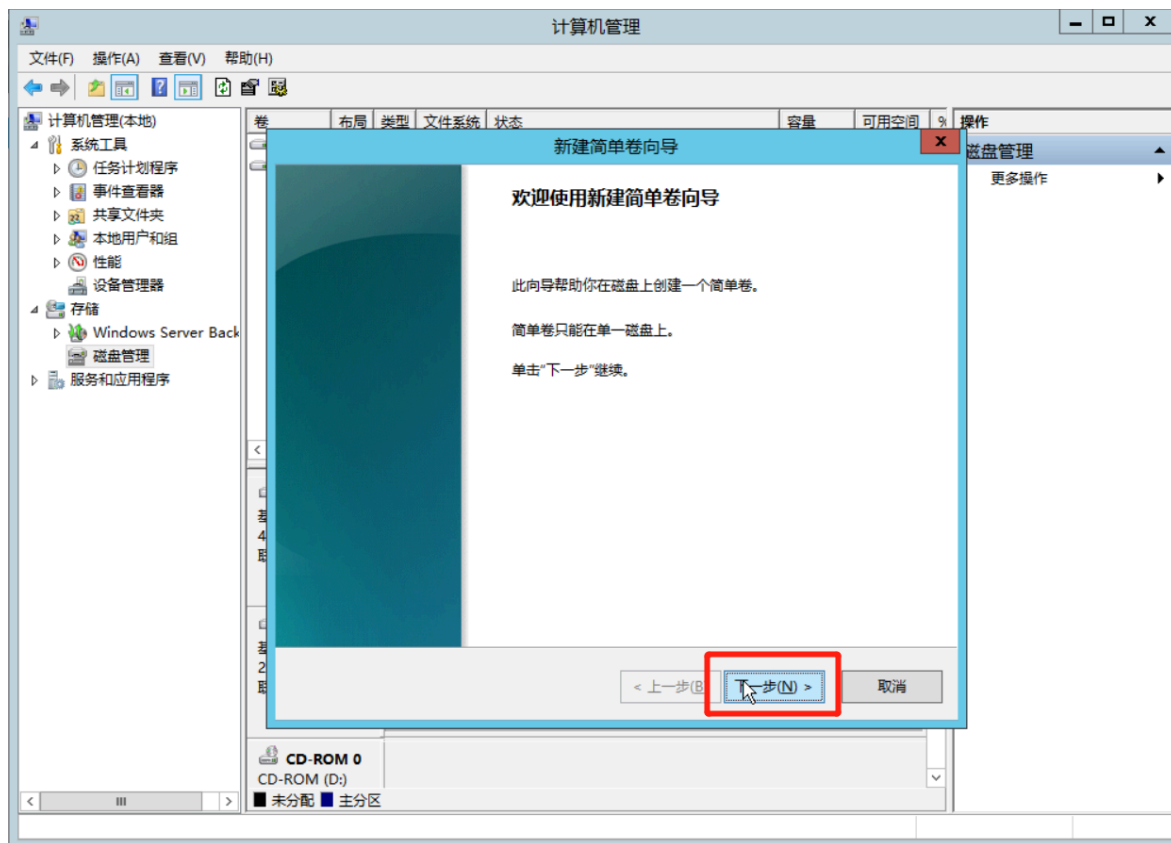 计算机管理
文件(F) 操作(A) 查看(V) 帮助(H)
计算机管理(本地)
系统工具
任务计划程序
事件查看器
共享文件夹
本地用户和组
性能
设备管理器
存储
Windows Server Back
磁盘管理
服务和应用程序
卷 布局 类型 文件系统 状态 容量 可用空间 %
操作
磁盘管理
更多操作
新建简单卷向导
欢迎使用新建简单卷向导
此向导帮助你在磁盘上创建一个简单卷。
简单卷只能在单一磁盘上。
单击"下一步"继续。
< 上一步(B 下一步(N) > 取消
基
4
联
基
2
联
CD-ROM 0
CD-ROM (D:)
未分配 主分区